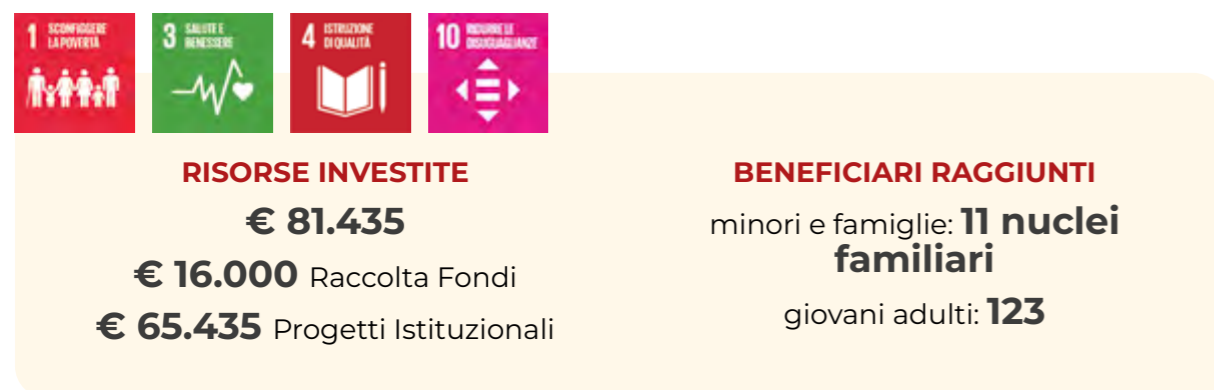 1 SCONFIGGERE
LA POVERTÀ
3 SALUTE E
BENESSERE
4 ISTRUZIONE
DI QUALITÀ
10 RIDURRE LE
DISUGUAGLIANZE
RISORSE INVESTITE
€ 81.435
€ 16.000 Raccolta Fondi
€ 65.435 Progetti Istituzionali
BENEFICIARI RAGGIUNTI
minori e famiglie: 11 nuclei
familiari
giovani adulti: 123